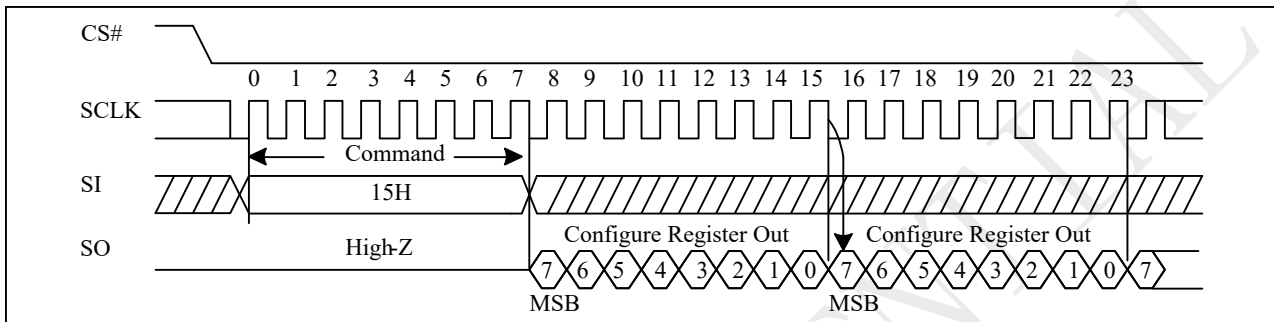 CS#
0 1 2 3 4 5 6 7 8 9 10 11 12 13 14 15 16 17 18 19 20 21 22 23
SCLK
Command
SI
15H
SO
High-Z
Configure Register Out
Configure Register Out
7 6 5 4 3 2 1 0 7 6 5 4 3 2 1 0 7
MSB
MSB